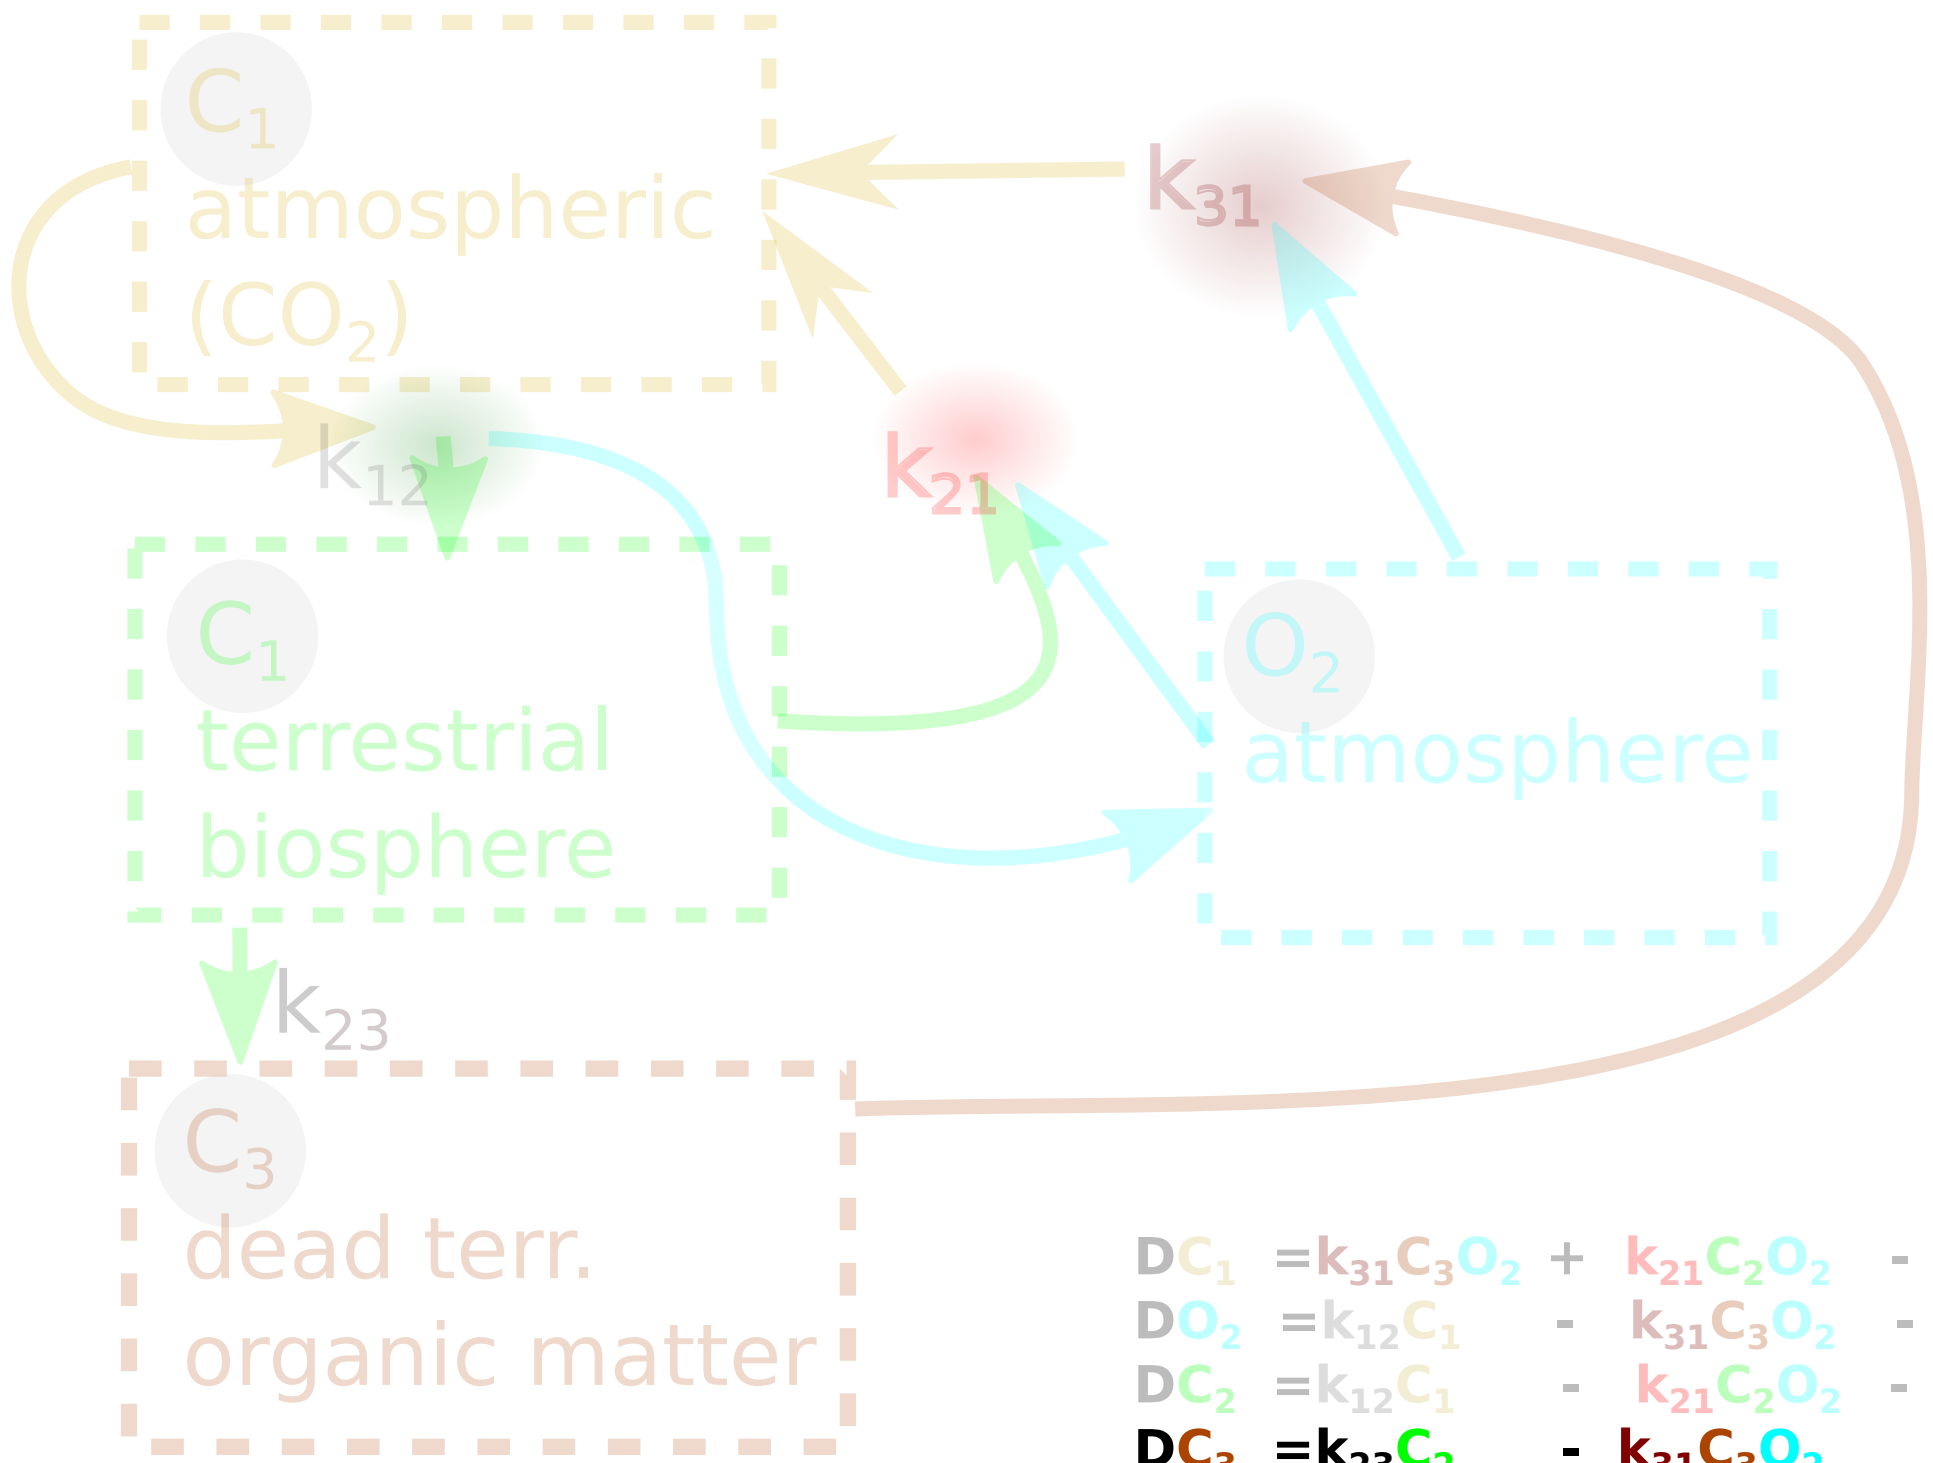 C₁
atmospheric
(CO₂)
k₃₁
k₁₂
k₂₁
C₁
terrestrial
biosphere
O₂
atmosphere
k₂₃
C₃
dead terr.
organic matter
DC₁ =k₃₁C₃O₂ + k₂₁C₂O₂ -
DO₂ =k₁₂C₁ - k₃₁C₃O₂ -
DC₂ =k₁₂C₁ - k₂₁C₂O₂ -
DC₃ =k₂₃C₂ - k₃₁C₃O₂